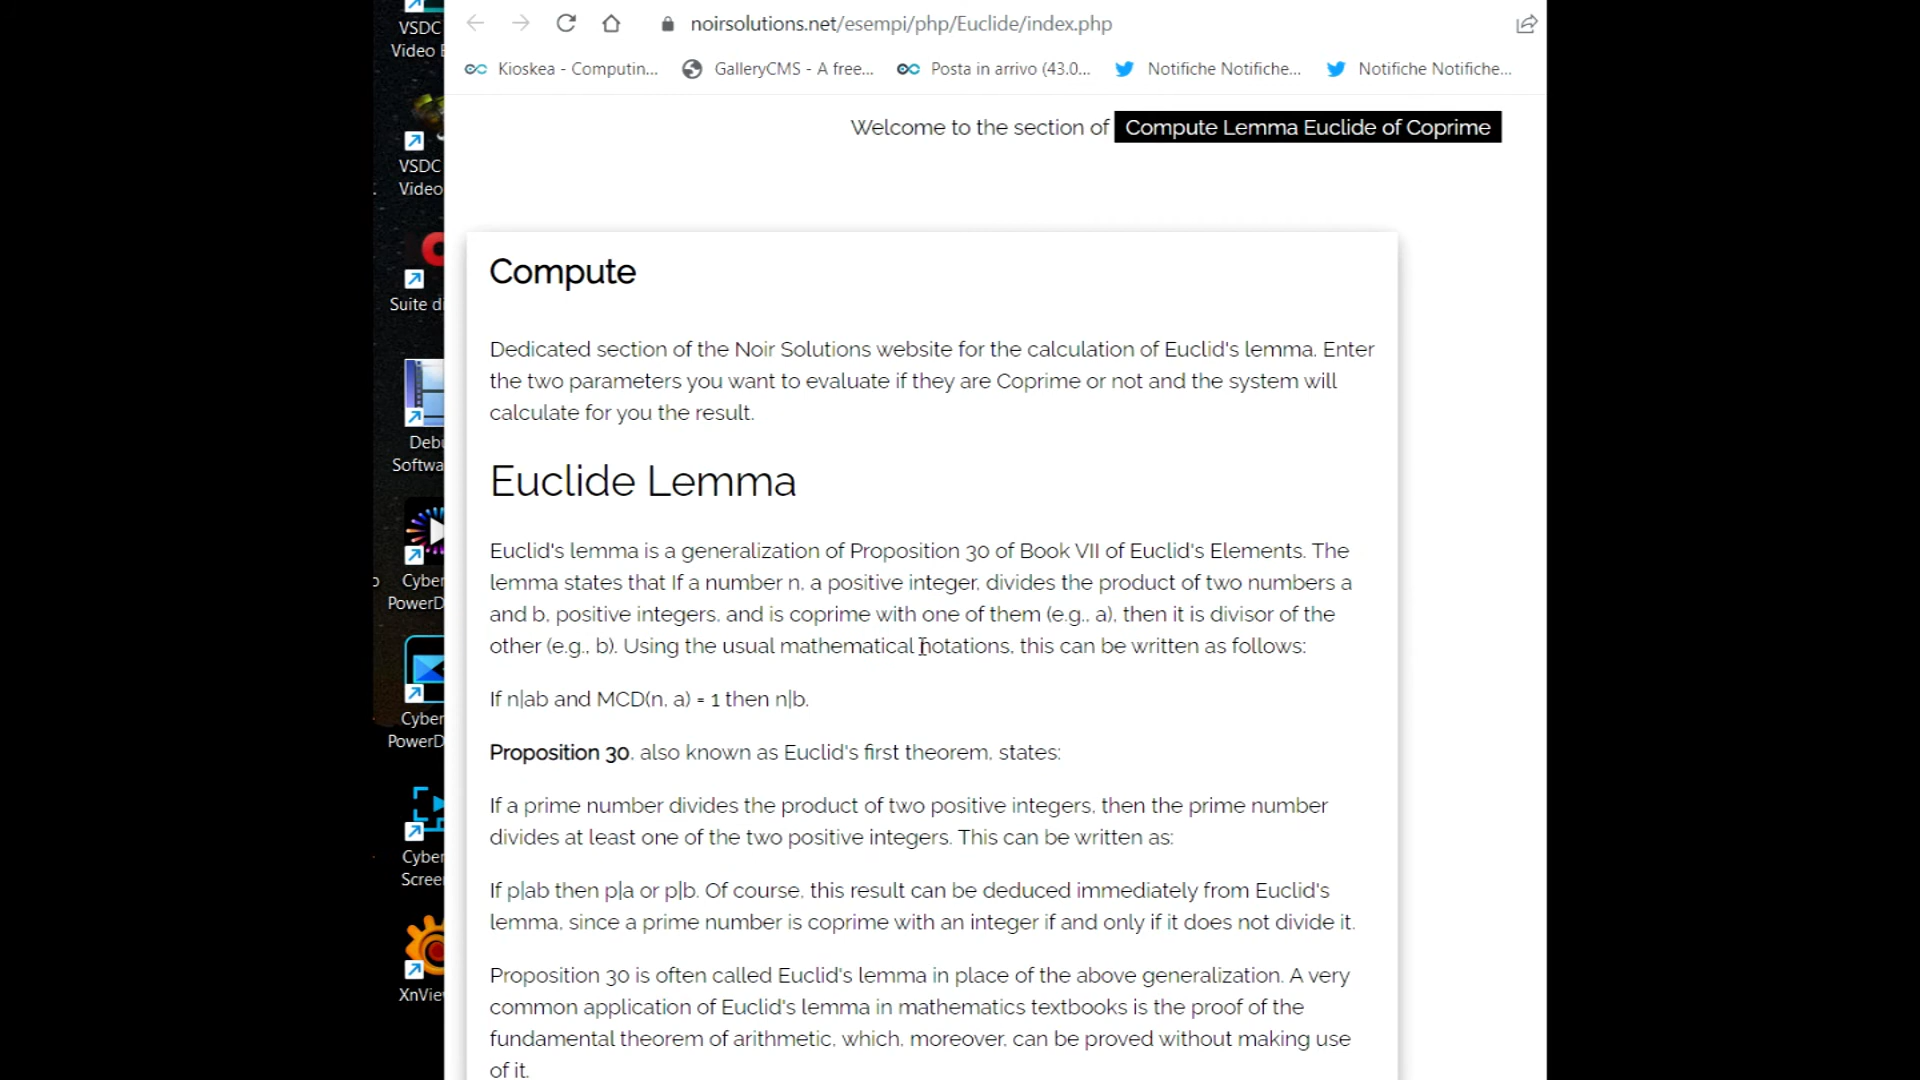 VSDC
Video
VSDC
Video
Suite
Softwa
Cyber
PowerD
Cyber
PowerD
Cyber
Scree
XnVie
noirsolutions.net/esempi/php/Euclide/index.php
Kioskea - Computin... GalleryCMS - A free... Posta in arrivo (43.0... Notifiche Notifiche... Notifiche Notifiche...
Welcome to the section of Compute Lemma Euclide of Coprime
Compute
Dedicated section of the Noir Solutions website for the calculation of Euclid's lemma. Enter
the two parameters you want to evaluate if they are Coprime or not and the system will
calculate for you the result.
Euclide Lemma
Euclid's lemma is a generalization of Proposition 30 of Book VII of Euclid's Elements. The
lemma states that If a number n, a positive integer, divides the product of two numbers a
and b, positive integers, and is coprime with one of them (e.g., a), then it is divisor of the
other (e.g., b). Using the usual mathematical notations, this can be written as follows:
If n|ab and MCD(n, a) = 1 then n|b.
Proposition 30, also known as Euclid's first theorem, states:
If a prime number divides the product of two positive integers, then the prime number
divides at least one of the two positive integers. This can be written as:
If p|ab then p|a or p|b. Of course, this result can be deduced immediately from Euclid's
lemma, since a prime number is coprime with an integer if and only if it does not divide it.
Proposition 30 is often called Euclid's lemma in place of the above generalization. A very
common application of Euclid's lemma in mathematics textbooks is the proof of the
fundamental theorem of arithmetic, which, moreover, can be proved without making use
of it.